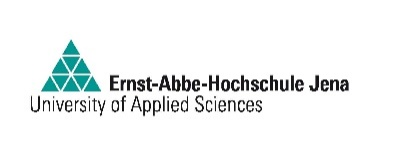 Ernst-Abbe-Hochschule Jena
University of Applied Sciences